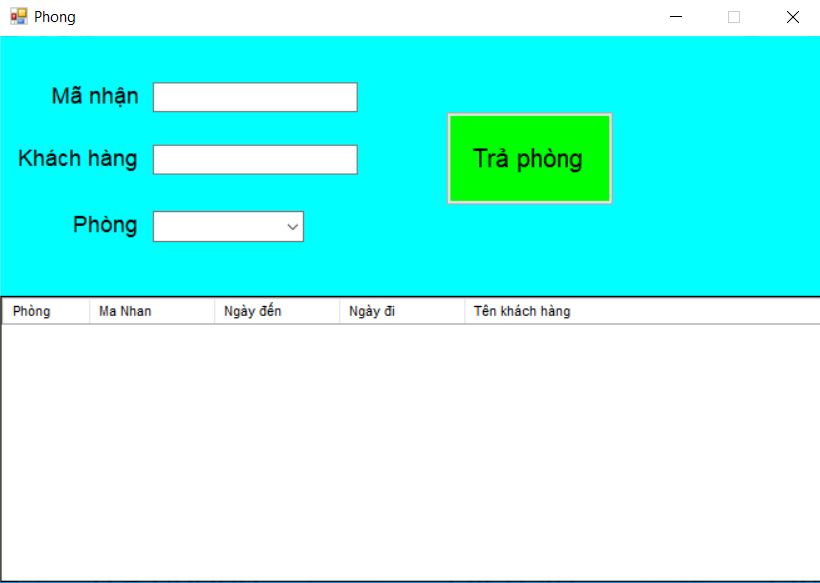 Phong
Mã nhận
Khách hàng
Trả phòng
Phòng
Phòng Ma Nhan Ngày đến Ngày đi Tên khách hàng